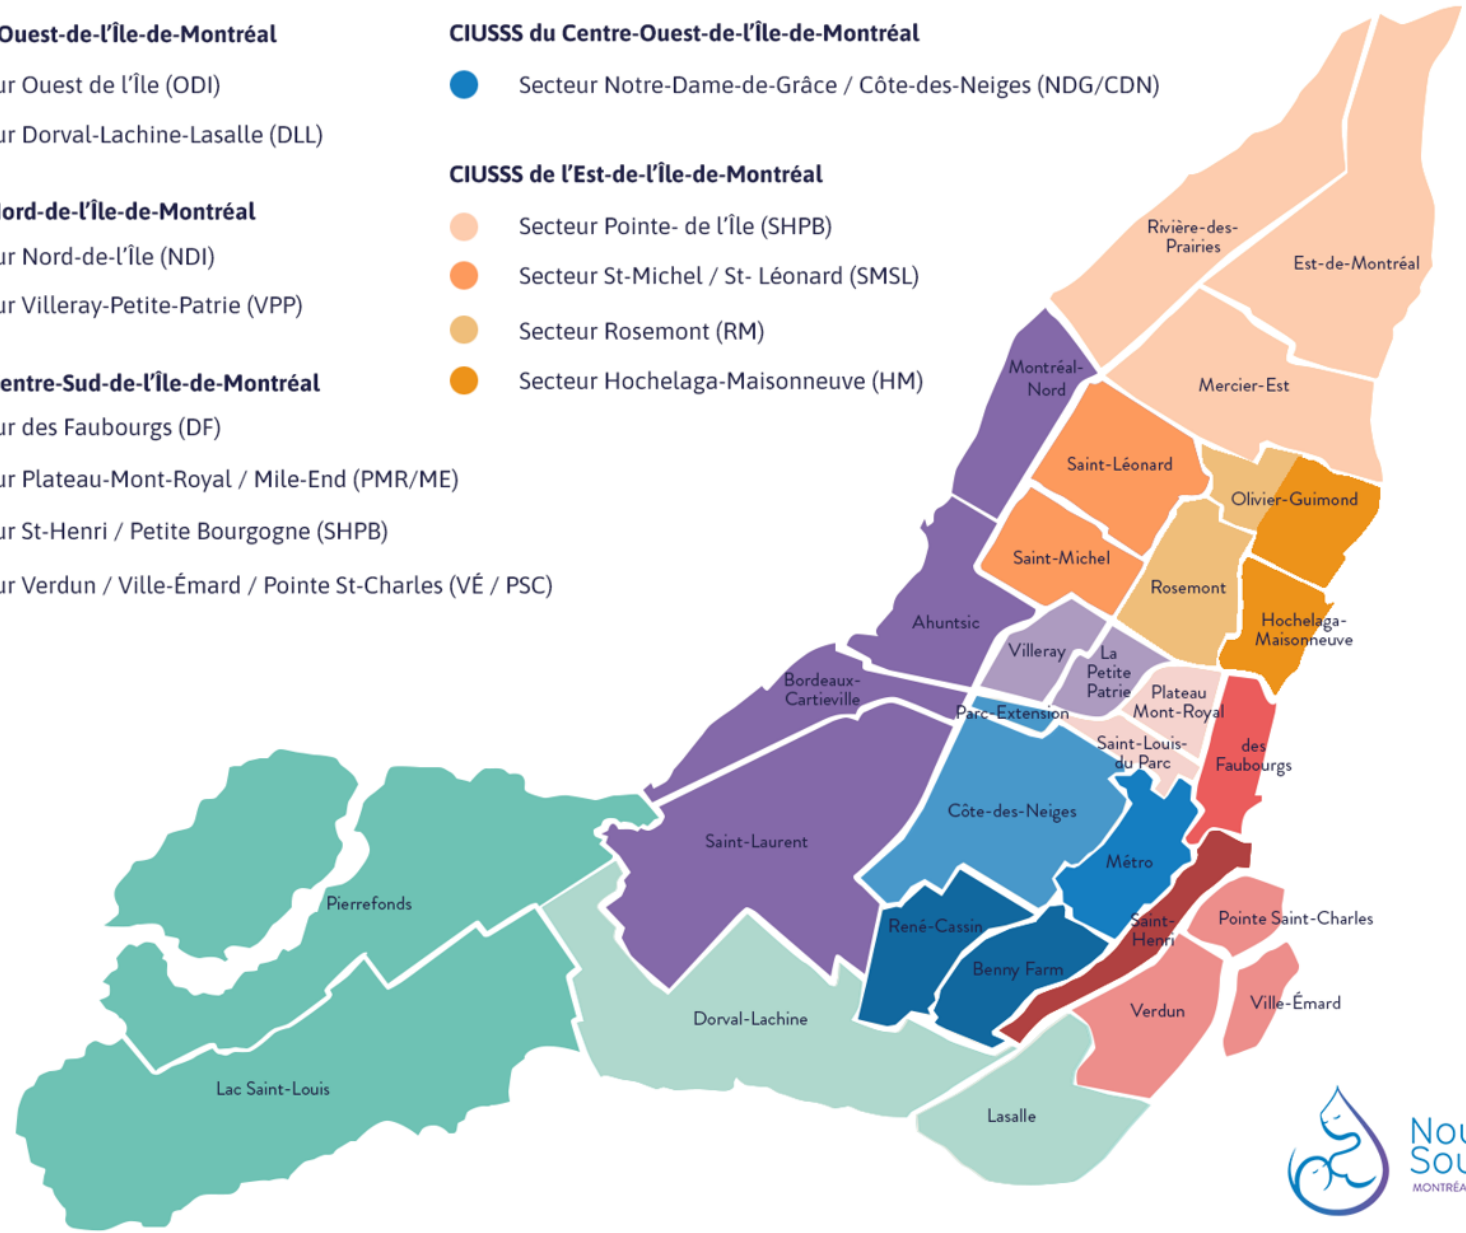 Ouest-de-l'Île-de-Montréal
ur Ouest de l'Île (ODI)
ur Dorval-Lachine-Lasalle (DLL)
Nord-de-l'Île-de-Montréal
ur Nord-de-l'Île (NDI)
ur Villeray-Petite-Patrie (VPP)
entre-Sud-de-l'Île-de-Montréal
ur des Faubourgs (DF)
ur Plateau-Mont-Royal / Mile-End (PMR/ME)
ur St-Henri / Petite Bourgogne (SHPB)
ur Verdun / Ville-Émard / Pointe St-Charles (VÉ / PSC)
CIUSSS du Centre-Ouest-de-l'Île-de-Montréal
Secteur Notre-Dame-de-Grâce / Côte-des-Neiges (NDG/CDN)
CIUSSS de l'Est-de-l'Île-de-Montréal
Secteur Pointe- de l'Île (SHPB)
Secteur St-Michel / St- Léonard (SMSL)
Secteur Rosemont (RM)
Secteur Hochelaga-Maisonneuve (HM)
Rivière-des-
Prairies
Est-de-Montréal
Montréal-
Nord
Mercier-Est
Saint-Léonard
Olivier-Guimond
Saint-Michel
Rosemont
Hochelaga-
Maisonneuve
Ahuntsic
Villeray
La
Petite
Patrie
Bordeaux-
Cartieville
Plateau
Mont-Royal
Parc-Extension
Saint-Louis-
du Parc
des
Faubourgs
Côte-des-Neiges
Saint-Laurent
Métro
Pierrefonds
René-Cassin
Saint-
Henri
Pointe Saint-Charles
Benny Farm
Ville-Émard
Verdun
Dorval-Lachine
Lac Saint-Louis
Lasalle
Nou
Sou
MONTRÉA